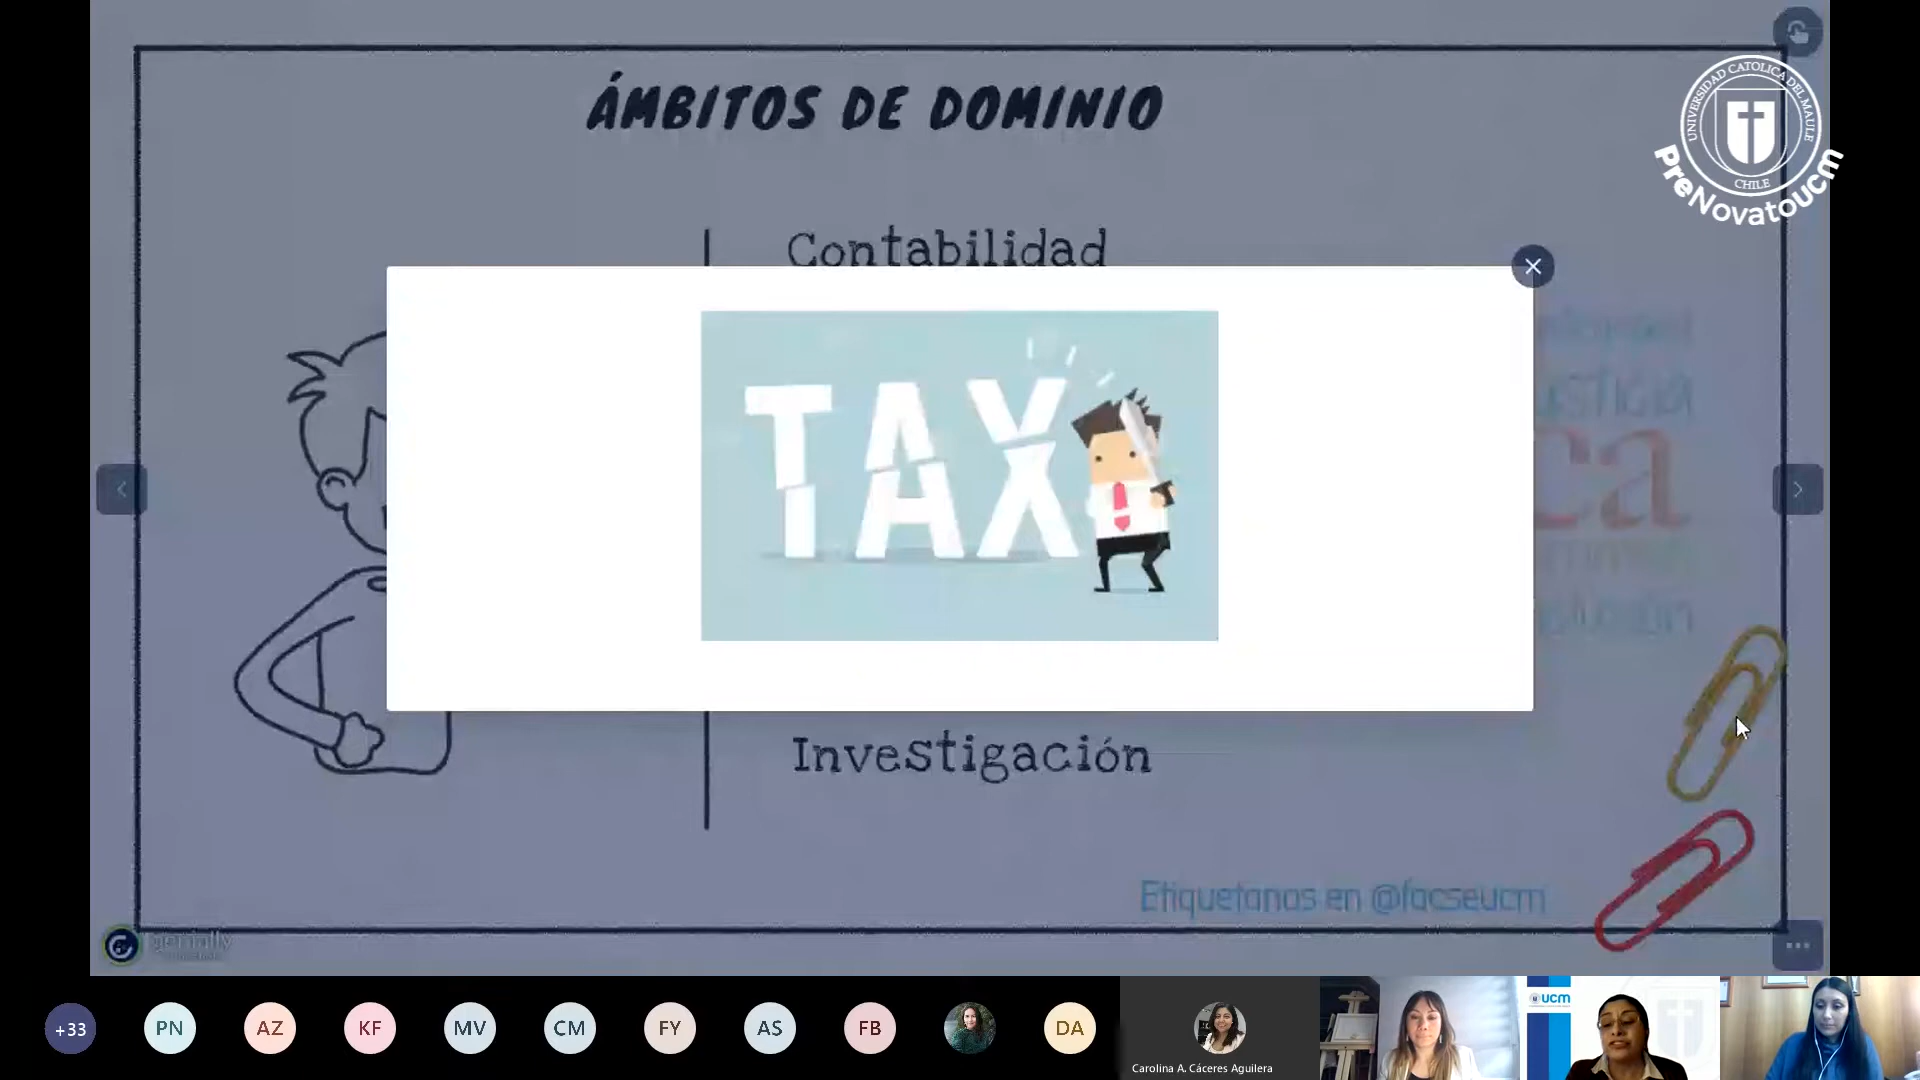 ÁMBITOS DE DOMINIO
UNIVERSIDAD CATOLICA DEL MAULE
CHILE
PreNovatoucm
Contabilidad
TAX
Investigación
Etiquetanos en @facseucm
genially
+33
PN
AZ
KF
MV
CM
FY
AS
FB
DA
Carolina A. Cáceres Aguilera
ucm